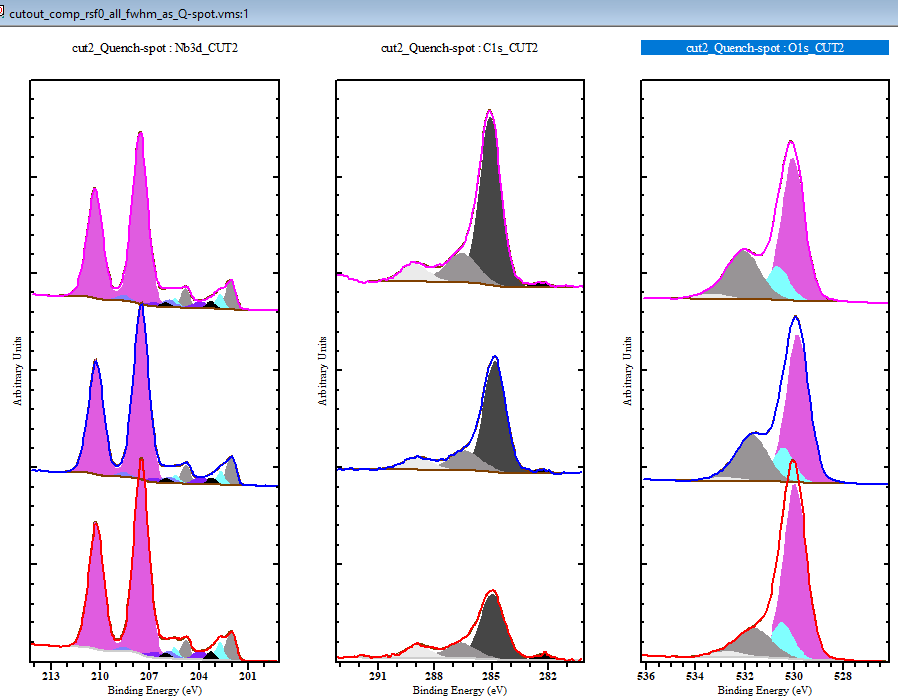 cutout_comp_rsf0_all_fwhm_as_Q-spot.vms:1
cut2_Quench-spot : Nb3d_CUT2
cut2_Quench-spot : C1s_CUT2
cut2_Quench-spot : O1s_CUT2
Arbitrary Units
Arbitrary Units
Arbitrary Units
213 210 207 204 201
291 288 285 282
536 534 532 530 528
Binding Energy (eV)
Binding Energy (eV)
Binding Energy (eV)